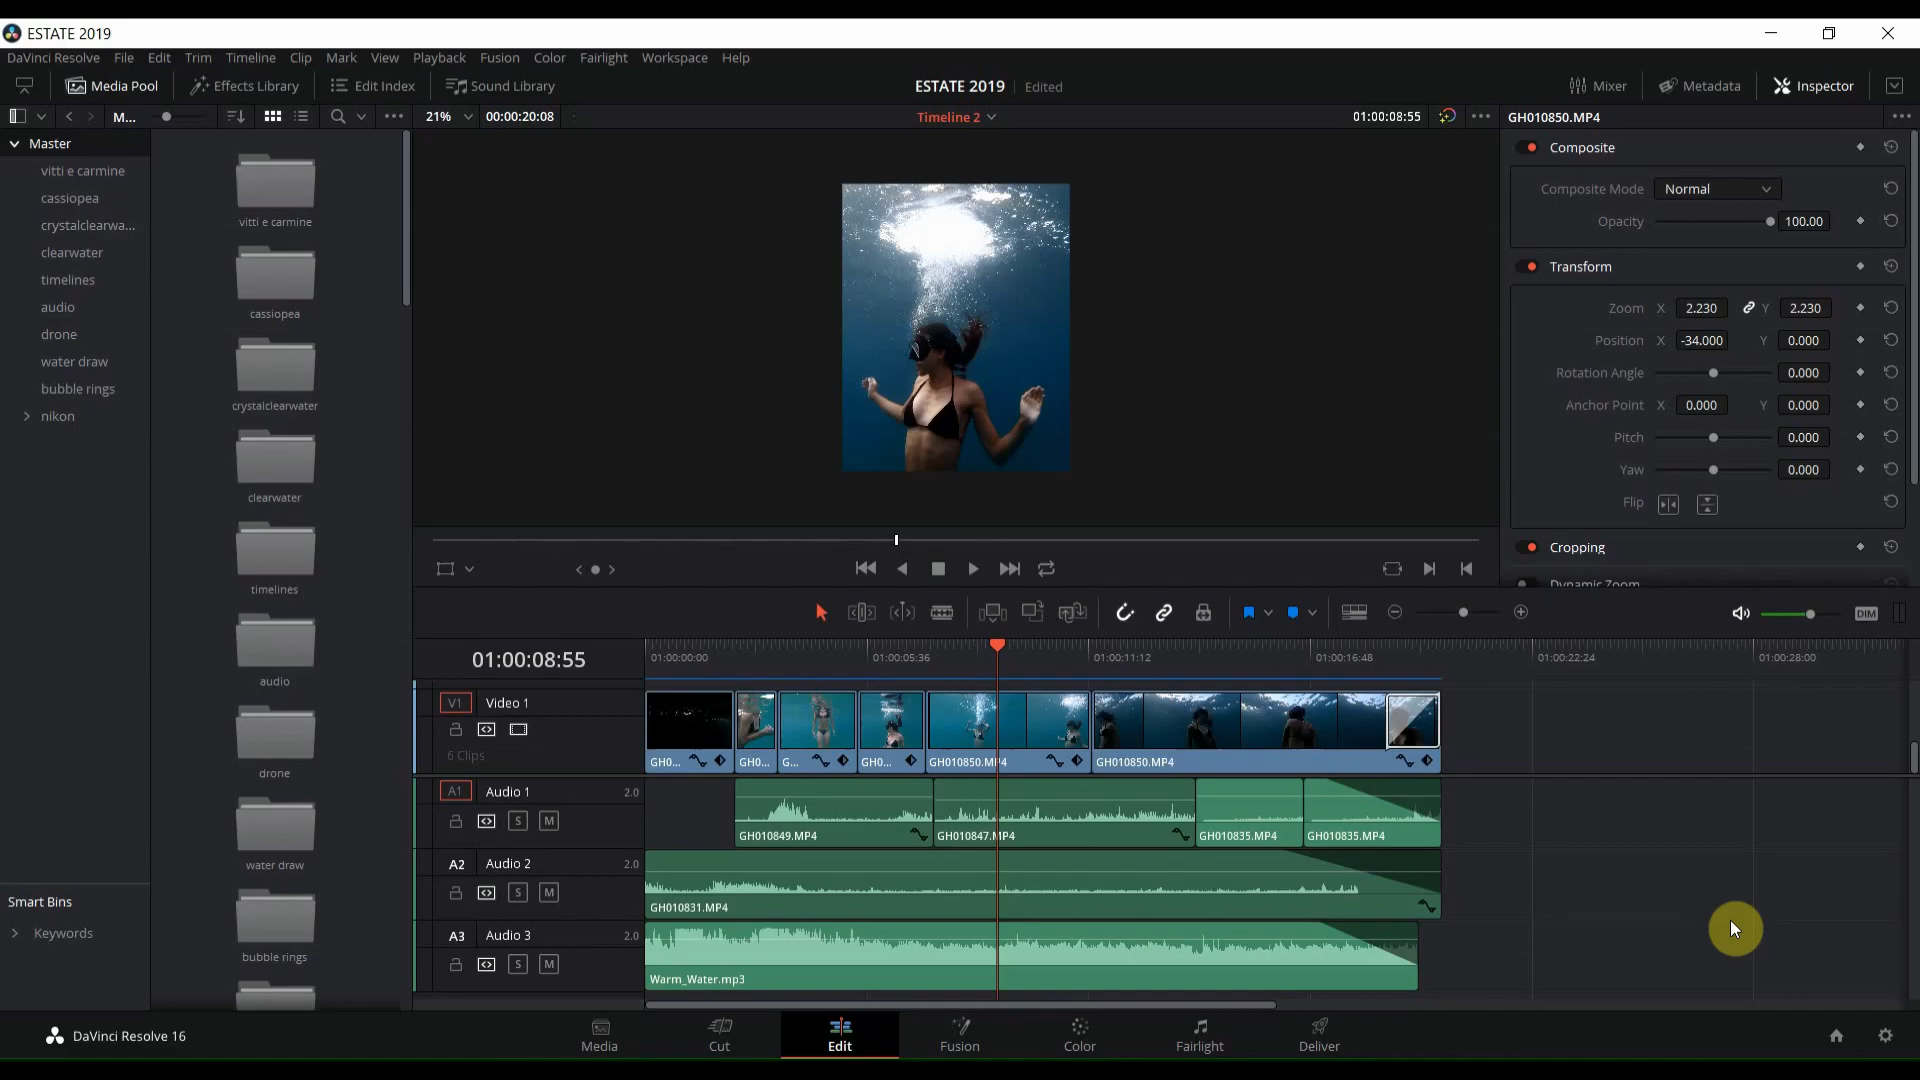 ESTATE 2019
DaVinci Resolve File Edit Trim Timeline Clip Mark View Playback Fusion Color Fairlight Workspace Help
Media Pool Effects Library Edit Index Sound Library ESTATE 2019 Edited Mixer Metadata Inspector
M... 21% 00:00:20:08 Timeline 2 01:00:08:55 GH010850.MP4
Master
vitti e carmine
cassiopea
crystalclearwa...
clearwater
timelines
audio
drone
water draw
bubble rings
nikon
Smart Bins
Keywords
vitti e carmine
cassiopea
crystalclearwater
clearwater
timelines
audio
drone
water draw
bubble rings
Composite
Composite Mode Normal
Opacity 100.00
Transform
Zoom X 2.230 Y 2.230
Position X -34.000 Y 0.000
Rotation Angle 0.000
Anchor Point X 0.000 Y 0.000
Pitch 0.000
Yaw 0.000
Flip
Cropping
Dynamic Zoom
DIM
01:00:08:55 01:00:00:00 01:00:05:36 01:00:11:12 01:00:16:48 01:00:22:24 01:00:28:00
V1 Video 1
6 Clips
GH0... GH0... G... GH0... GH010850.MP4 GH010850.MP4
A1 Audio 1 2.0
S M
GH010849.MP4 GH010847.MP4 GH010835.MP4 GH010835.MP4
A2 Audio 2 2.0
S M
GH010831.MP4
A3 Audio 3 2.0
S M
Warm_Water.mp3
DaVinci Resolve 16
Media Cut Edit Fusion Color Fairlight Deliver